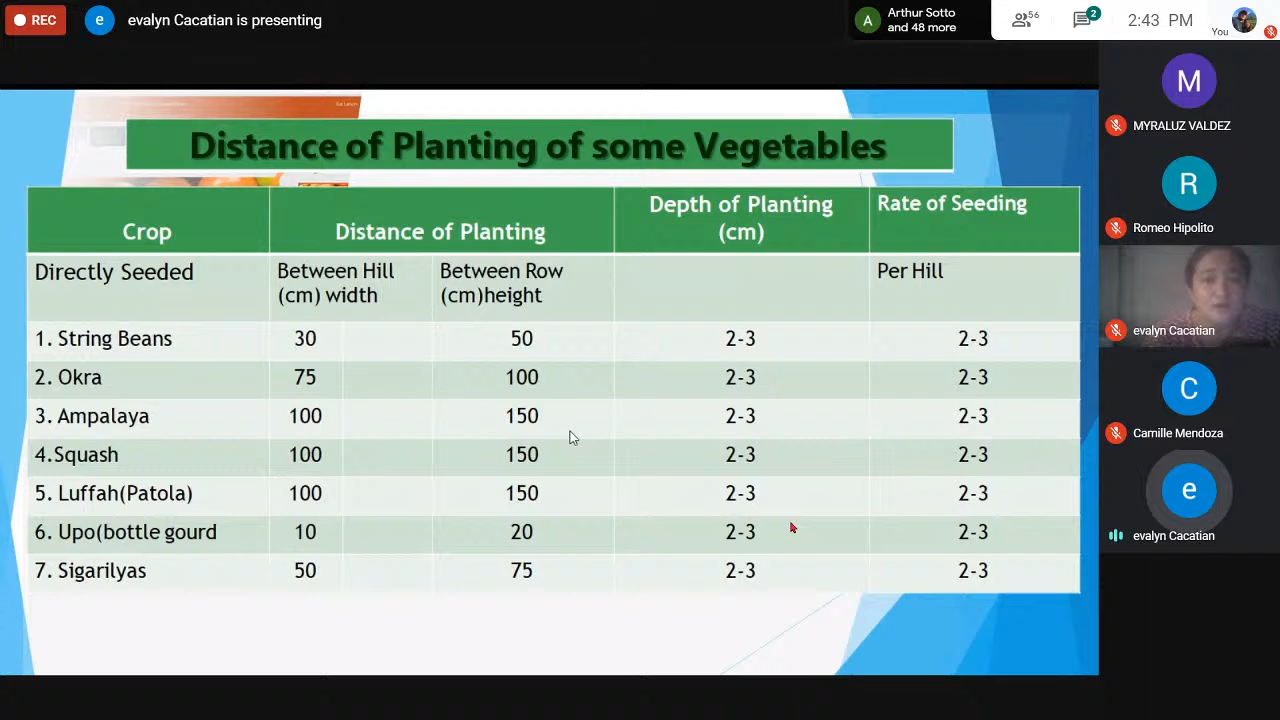 REC
e
evalyn Cacatian is presenting
A
Arthur Sotto
and 48 more
56
2
2:43 PM
You
Distance of Planting of some Vegetables
Crop Distance of Planting Depth of Planting (cm) Rate of Seeding
Directly Seeded Between Hill (cm) width Between Row (cm)height Per Hill
1. String Beans 30 50 2-3 2-3
2. Okra 75 100 2-3 2-3
3. Ampalaya 100 150 2-3 2-3
4.Squash 100 150 2-3 2-3
5. Luffah(Patola) 100 150 2-3 2-3
6. Upo(bottle gourd 10 20 2-3 2-3
7. Sigarilyas 50 75 2-3 2-3
M
MYRALUZ VALDEZ
R
Romeo Hipolito
evalyn Cacatian
C
Camille Mendoza
e
evalyn Cacatian